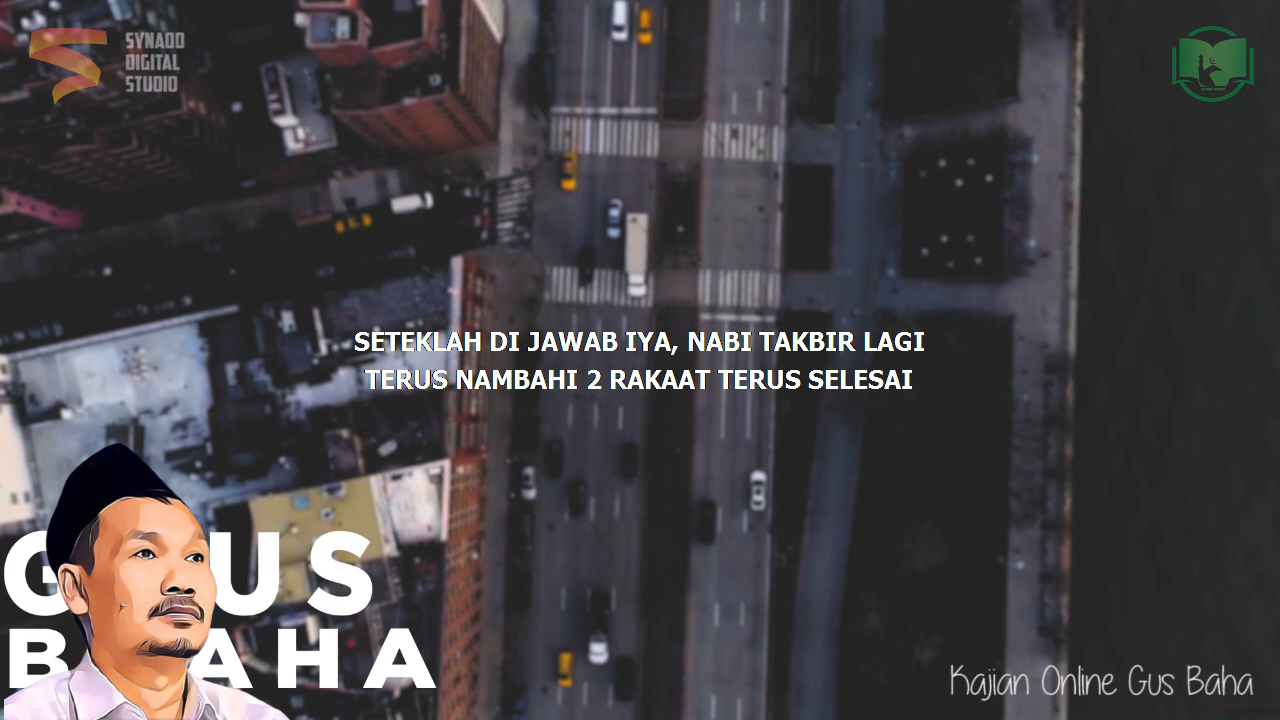 SYNADO
DIGITAL
STUDIO
SETEKLAH DI JAWAB IYA, NABI TAKBIR LAGI
TERUS NAMBAHI 2 RAKAAT TERUS SELESAI
GUS
BAHA
Kajian Online Gus Baha